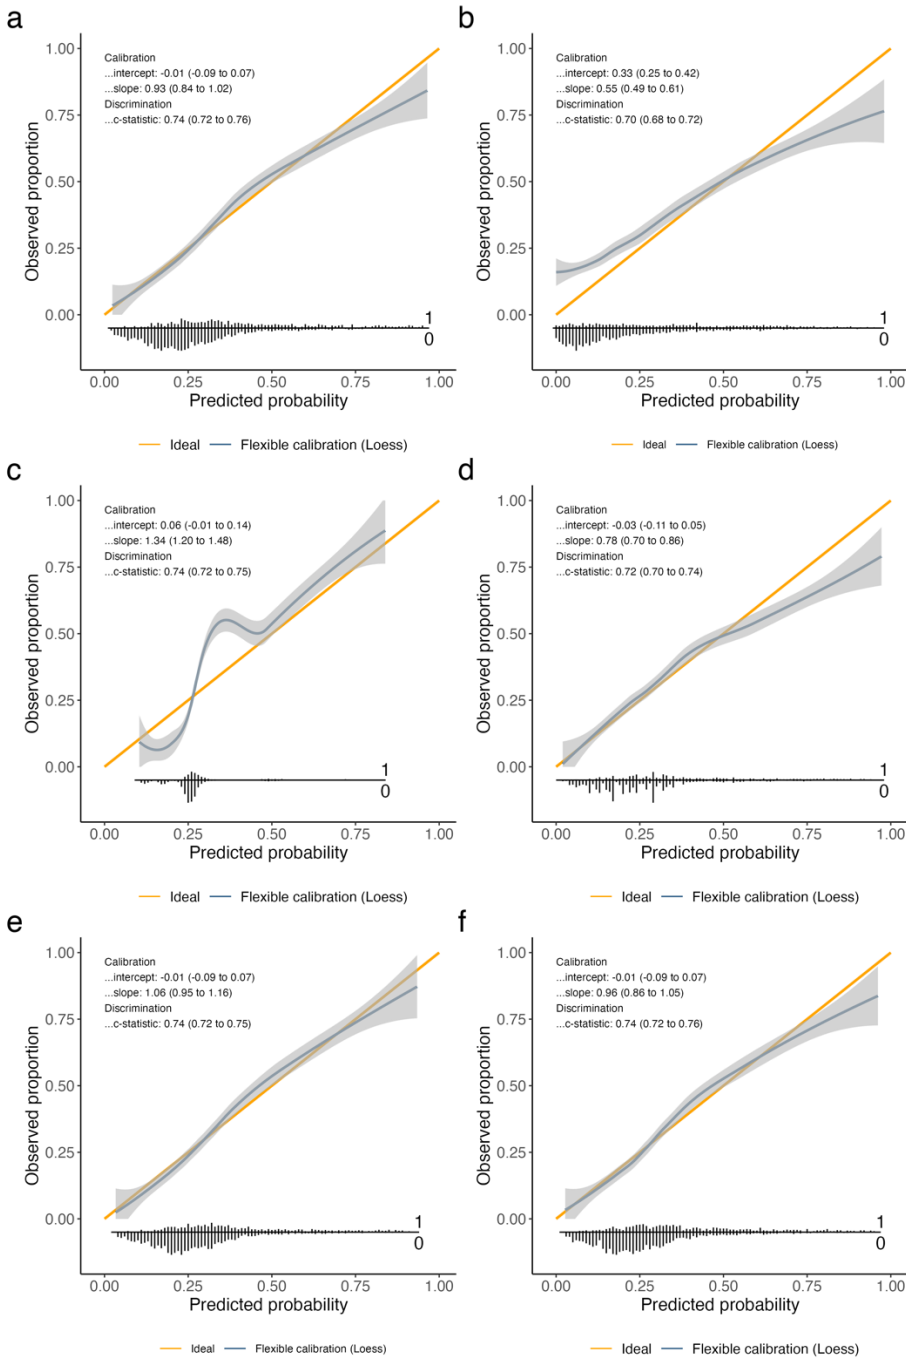 a
Calibration
...intercept: -0.01 (-0.09 to 0.07)
...slope: 0.93 (0.84 to 1.02)
Discrimination
...c-statistic: 0.74 (0.72 to 0.76)
1.00
0.75
0.50
0.25
0.00
Observed proportion
1
0
0.00 0.25 0.50 0.75 1.00
Predicted probability
Ideal Flexible calibration (Loess)
b
Calibration
...intercept: 0.33 (0.25 to 0.42)
...slope: 0.55 (0.49 to 0.61)
Discrimination
...c-statistic: 0.70 (0.68 to 0.72)
1.00
0.75
0.50
0.25
0.00
Observed proportion
1
0
0.00 0.25 0.50 0.75 1.00
Predicted probability
Ideal Flexible calibration (Loess)
c
Calibration
...intercept: 0.06 (-0.01 to 0.14)
...slope: 1.34 (1.20 to 1.48)
Discrimination
...c-statistic: 0.74 (0.72 to 0.75)
1.00
0.75
0.50
0.25
0.00
Observed proportion
1
0
0.00 0.25 0.50 0.75 1.00
Predicted probability
Ideal Flexible calibration (Loess)
d
Calibration
...intercept: -0.03 (-0.11 to 0.05)
...slope: 0.78 (0.70 to 0.86)
Discrimination
...c-statistic: 0.72 (0.70 to 0.74)
1.00
0.75
0.50
0.25
0.00
Observed proportion
1
0
0.00 0.25 0.50 0.75 1.00
Predicted probability
Ideal Flexible calibration (Loess)
e
Calibration
...intercept: -0.01 (-0.09 to 0.07)
...slope: 1.06 (0.95 to 1.16)
Discrimination
...c-statistic: 0.74 (0.72 to 0.75)
1.00
0.75
0.50
0.25
0.00
Observed proportion
1
0
0.00 0.25 0.50 0.75 1.00
Predicted probability
Ideal Flexible calibration (Loess)
f
Calibration
...intercept: -0.01 (-0.09 to 0.07)
...slope: 0.96 (0.86 to 1.05)
Discrimination
...c-statistic: 0.74 (0.72 to 0.76)
1.00
0.75
0.50
0.25
0.00
Observed proportion
1
0
0.00 0.25 0.50 0.75 1.00
Predicted probability
Ideal Flexible calibration (Loess)